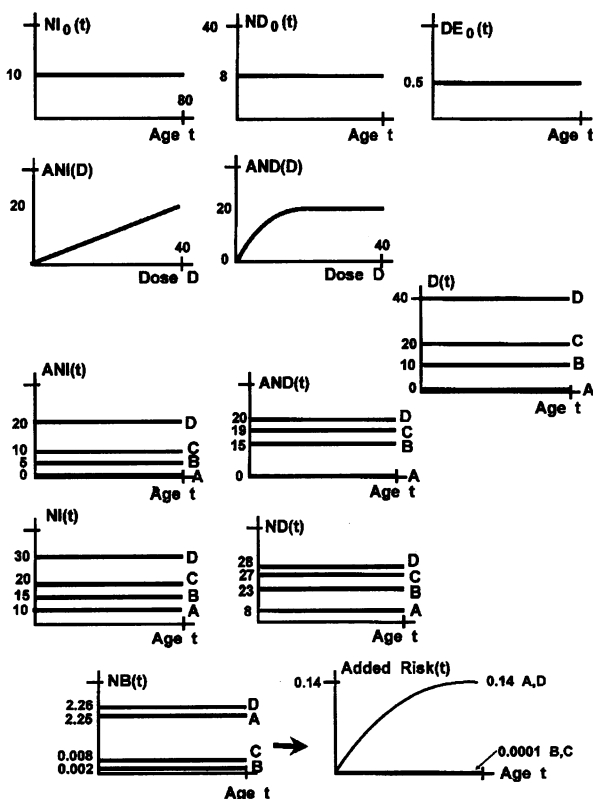 NI0(t)
10
80
Age t
ND0(t)
40
8
Age t
DE0(t)
0.5
Age t
ANI(D)
20
40
Dose D
AND(D)
20
0
40
Dose D
D(t)
40
20
10
0
D
C
B
A
Age t
ANI(t)
20
10
5
0
D
C
B
A
Age t
AND(t)
20
19
15
0
D
C
B
A
Age t
NI(t)
30
20
15
10
D
C
B
A
Age t
ND(t)
28
27
23
8
D
C
B
A
Age t
NB(t)
2.26
2.25
0.008
0.002
D
A
C
B
Age t
Added Risk(t)
0.14
0.14 A,D
0.0001 B,C
Age t